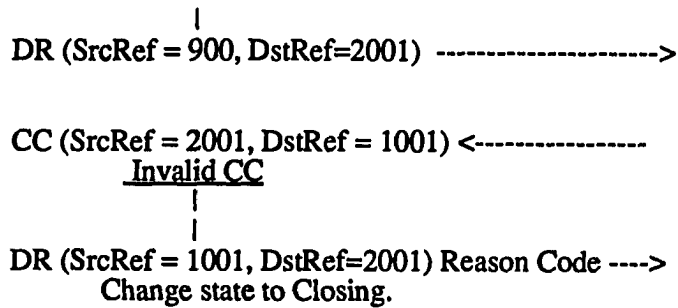 |
DR (SrcRef = 900, DstRef=2001) ----------------------->
CC (SrcRef = 2001, DstRef = 1001) <-----------------
Invalid CC
|
|
DR (SrcRef = 1001, DstRef=2001) Reason Code ---->
Change state to Closing.